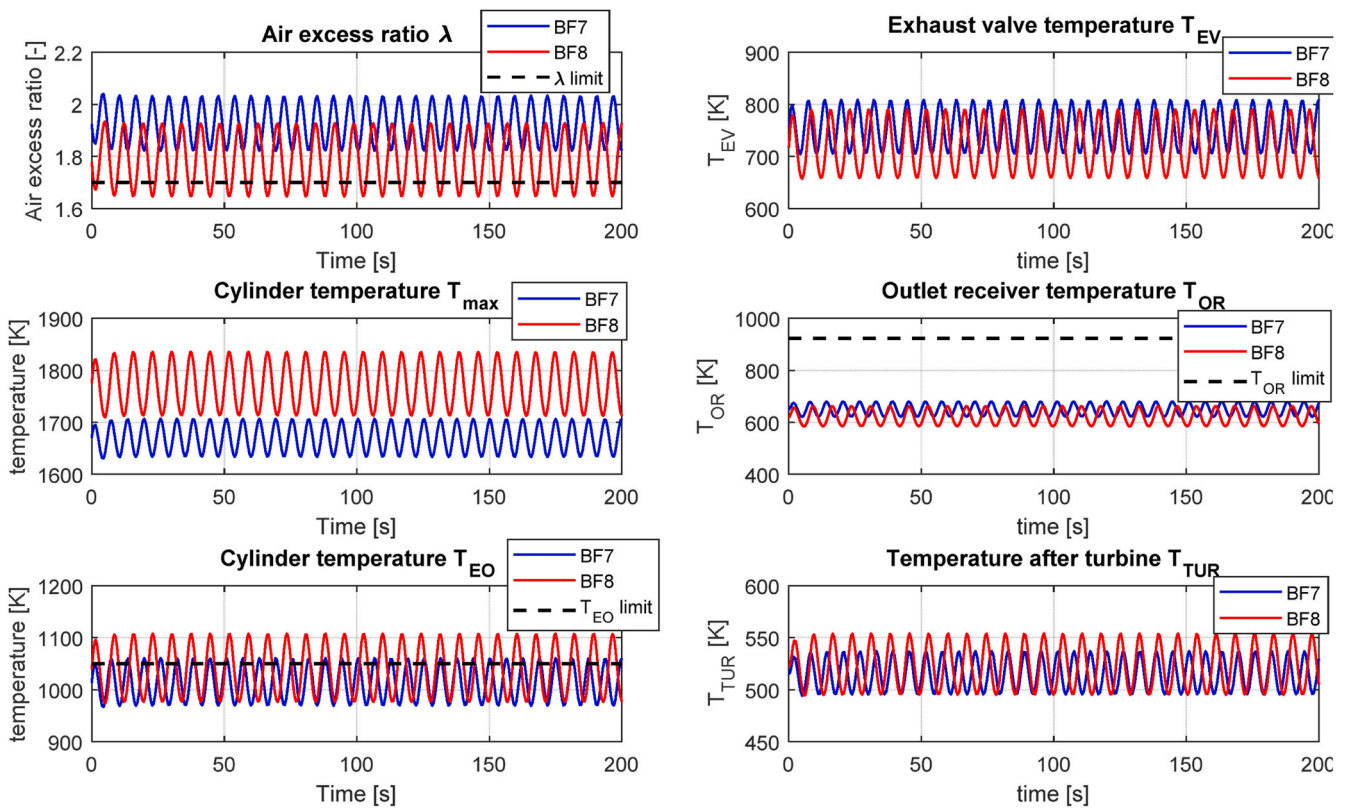 Air excess ratio λ
BF7
BF8
λ limit
Air excess ratio [-]
2.2
2
1.8
1.6
0
50
100
150
200
Time [s]
Exhaust valve temperature T_EV
BF7
BF8
T_EV [K]
900
800
700
600
0
50
100
150
200
time [s]
Cylinder temperature T_max
BF7
BF8
temperature [K]
1900
1800
1700
1600
0
50
100
150
200
Time [s]
Outlet receiver temperature T_OR
BF7
BF8
T_OR limit
T_OR [K]
1000
800
600
400
0
50
100
150
200
time [s]
Cylinder temperature T_EO
BF7
BF8
T_EO limit
temperature [K]
1200
1100
1000
900
0
50
100
150
200
Time [s]
Temperature after turbine T_TUR
BF7
BF8
T_TUR [K]
600
550
500
450
0
50
100
150
200
time [s]